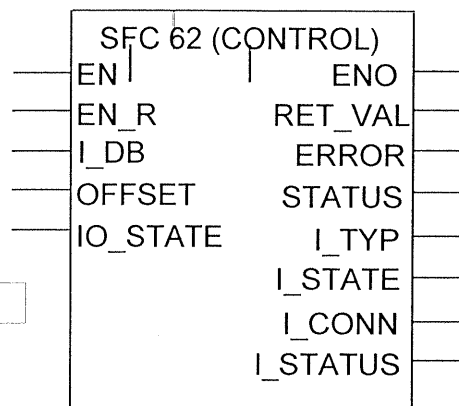 SFC 62 (CONTROL)
EN ENO
EN_R RET_VAL
I_DB ERROR
OFFSET STATUS
IO_STATE I_TYP
I_STATE
I_CONN
I_STATUS